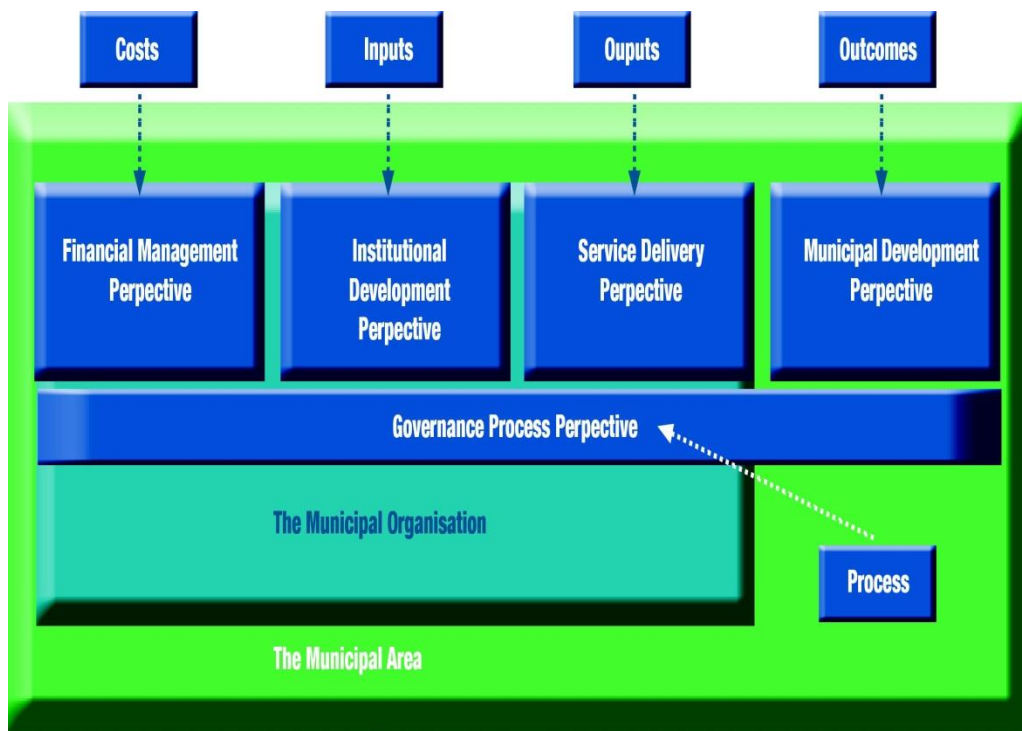 Costs
Inputs
Ouputs
Outcomes
Financial Management
Perpective
Institutional
Development
Perpective
Service Delivery
Perpective
Municipal Development
Perpective
Governance Process Perpective
The Municipal Organisation
Process
The Municipal Area